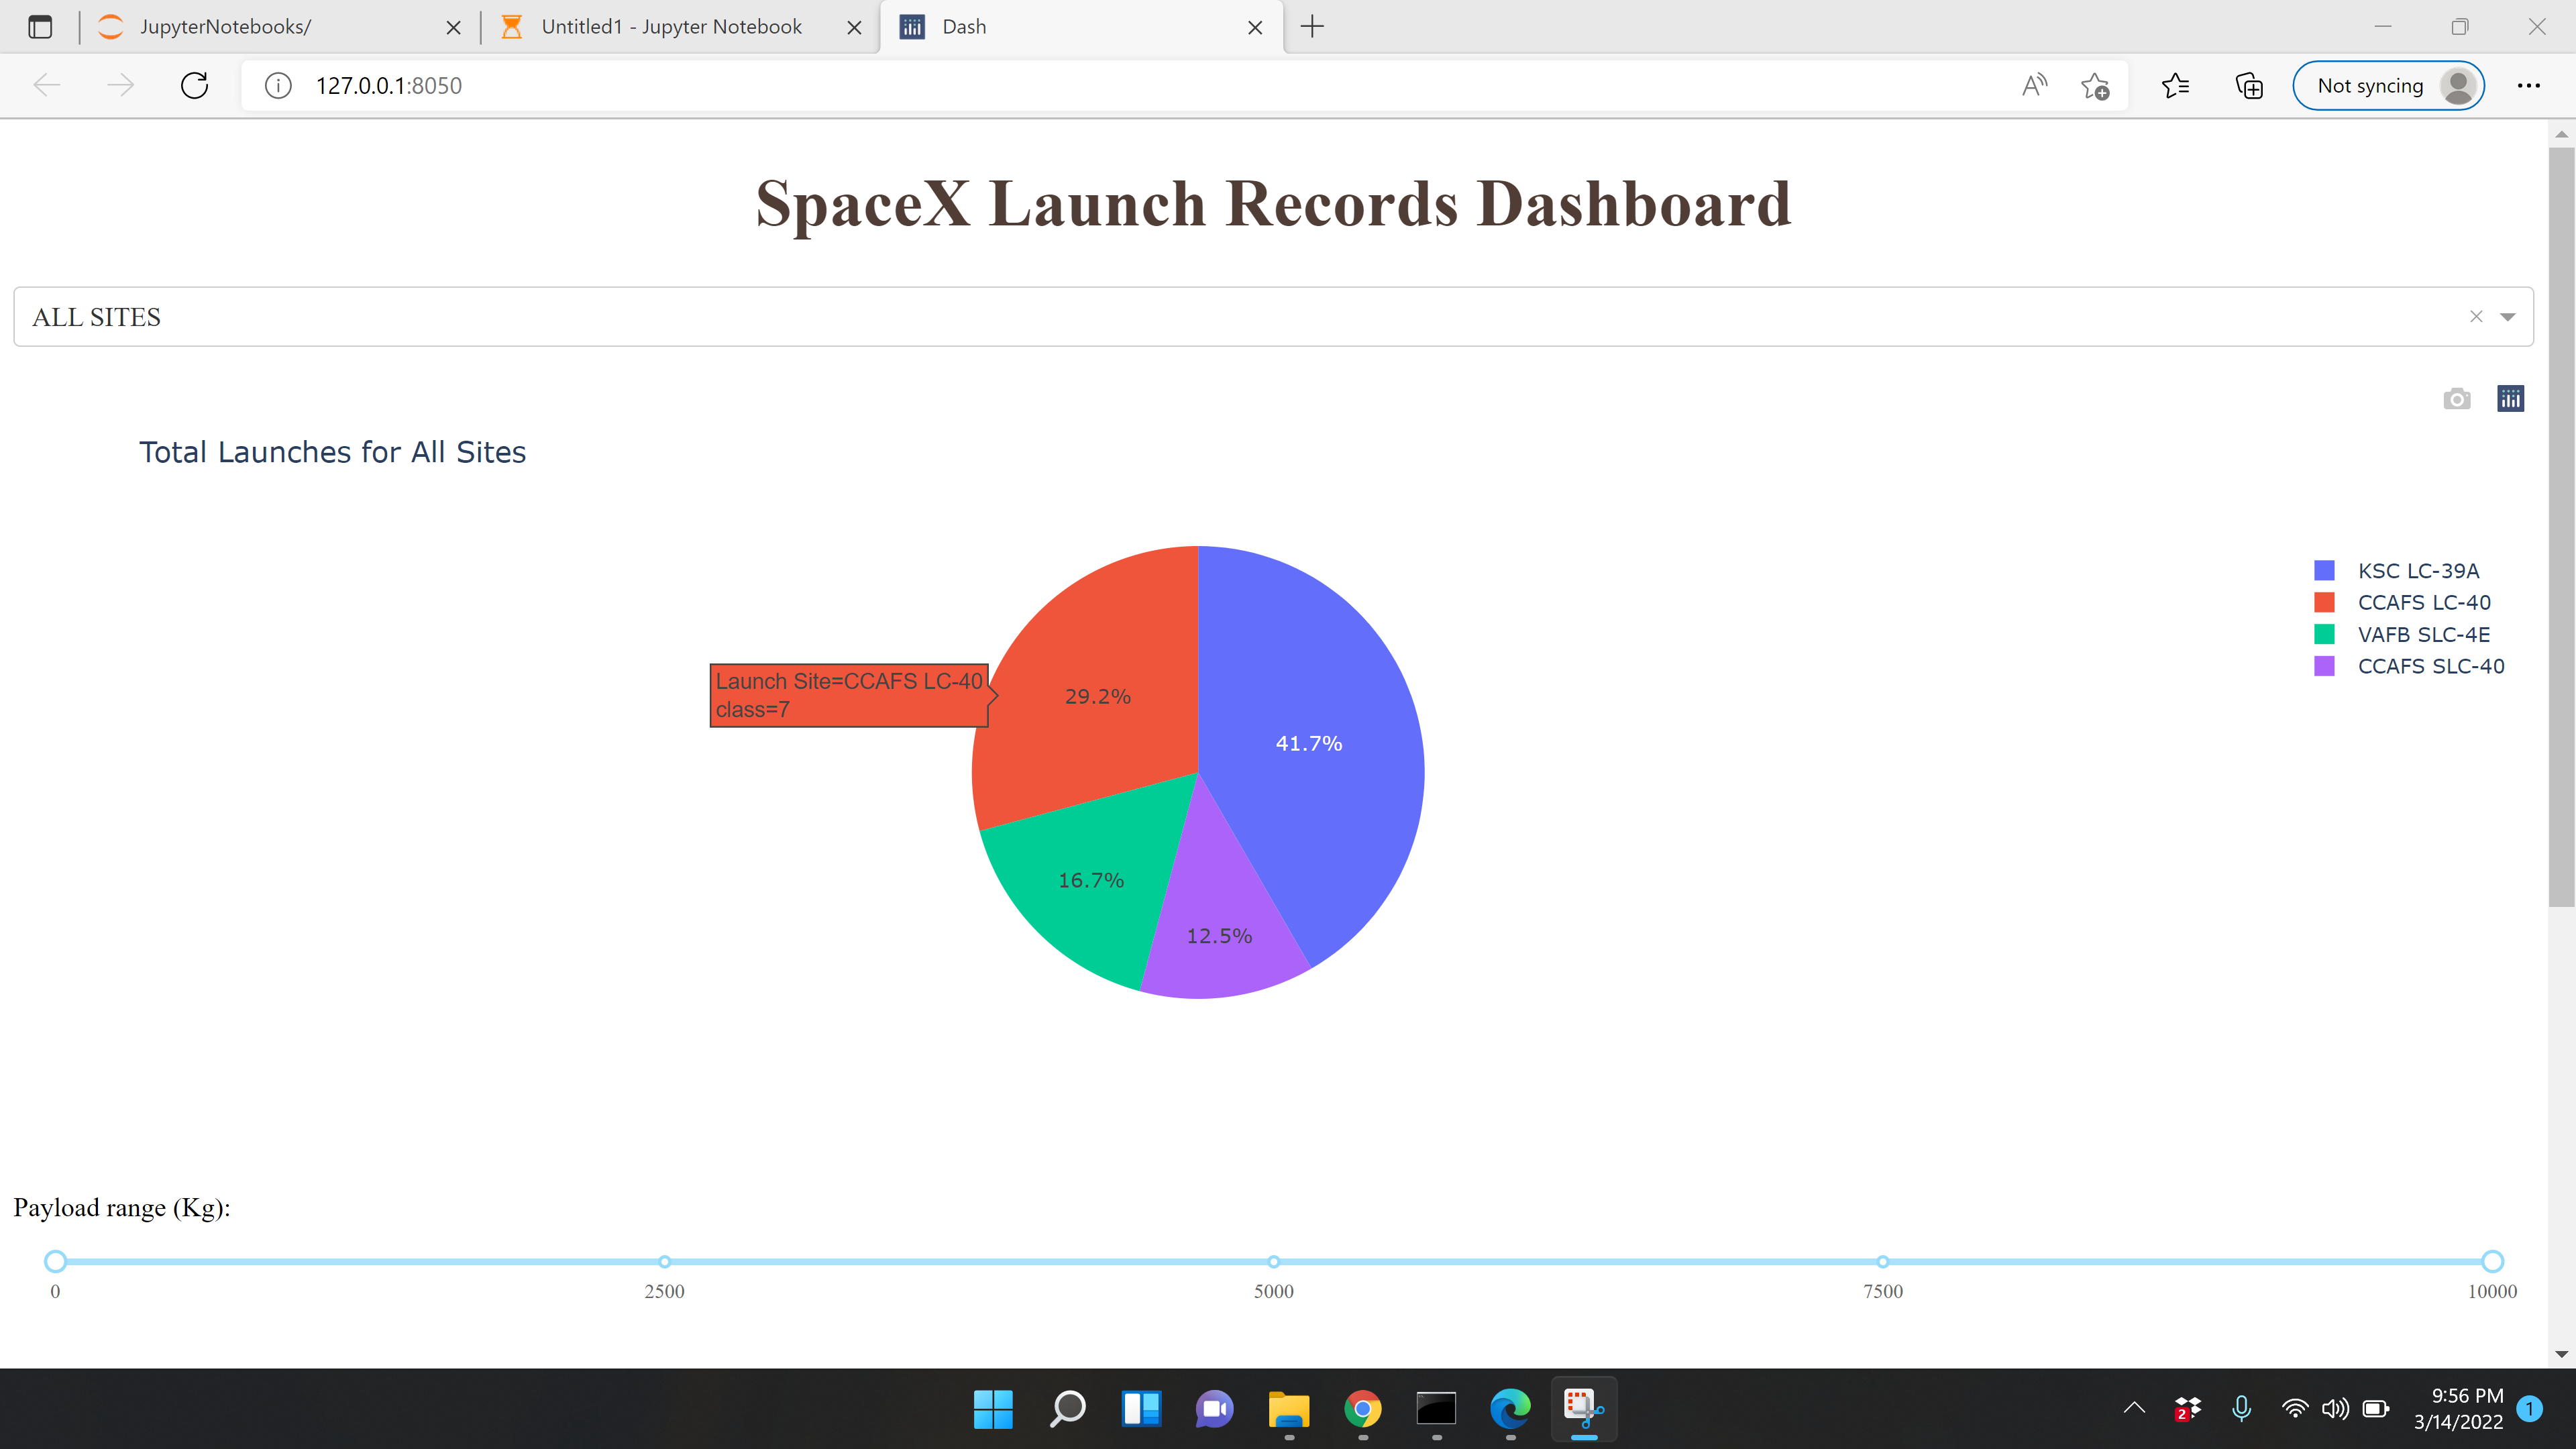 JupyterNotebooks/
Untitled1 - Jupyter Notebook
Dash
127.0.0.1:8050
Not syncing
SpaceX Launch Records Dashboard
ALL SITES
Total Launches for All Sites
KSC LC-39A
CCAFS LC-40
VAFB SLC-4E
CCAFS SLC-40
Launch Site=CCAFS LC-40
class=7
29.2%
41.7%
16.7%
12.5%
Payload range (Kg):
0
2500
5000
7500
10000
2
9:56 PM
3/14/2022
1